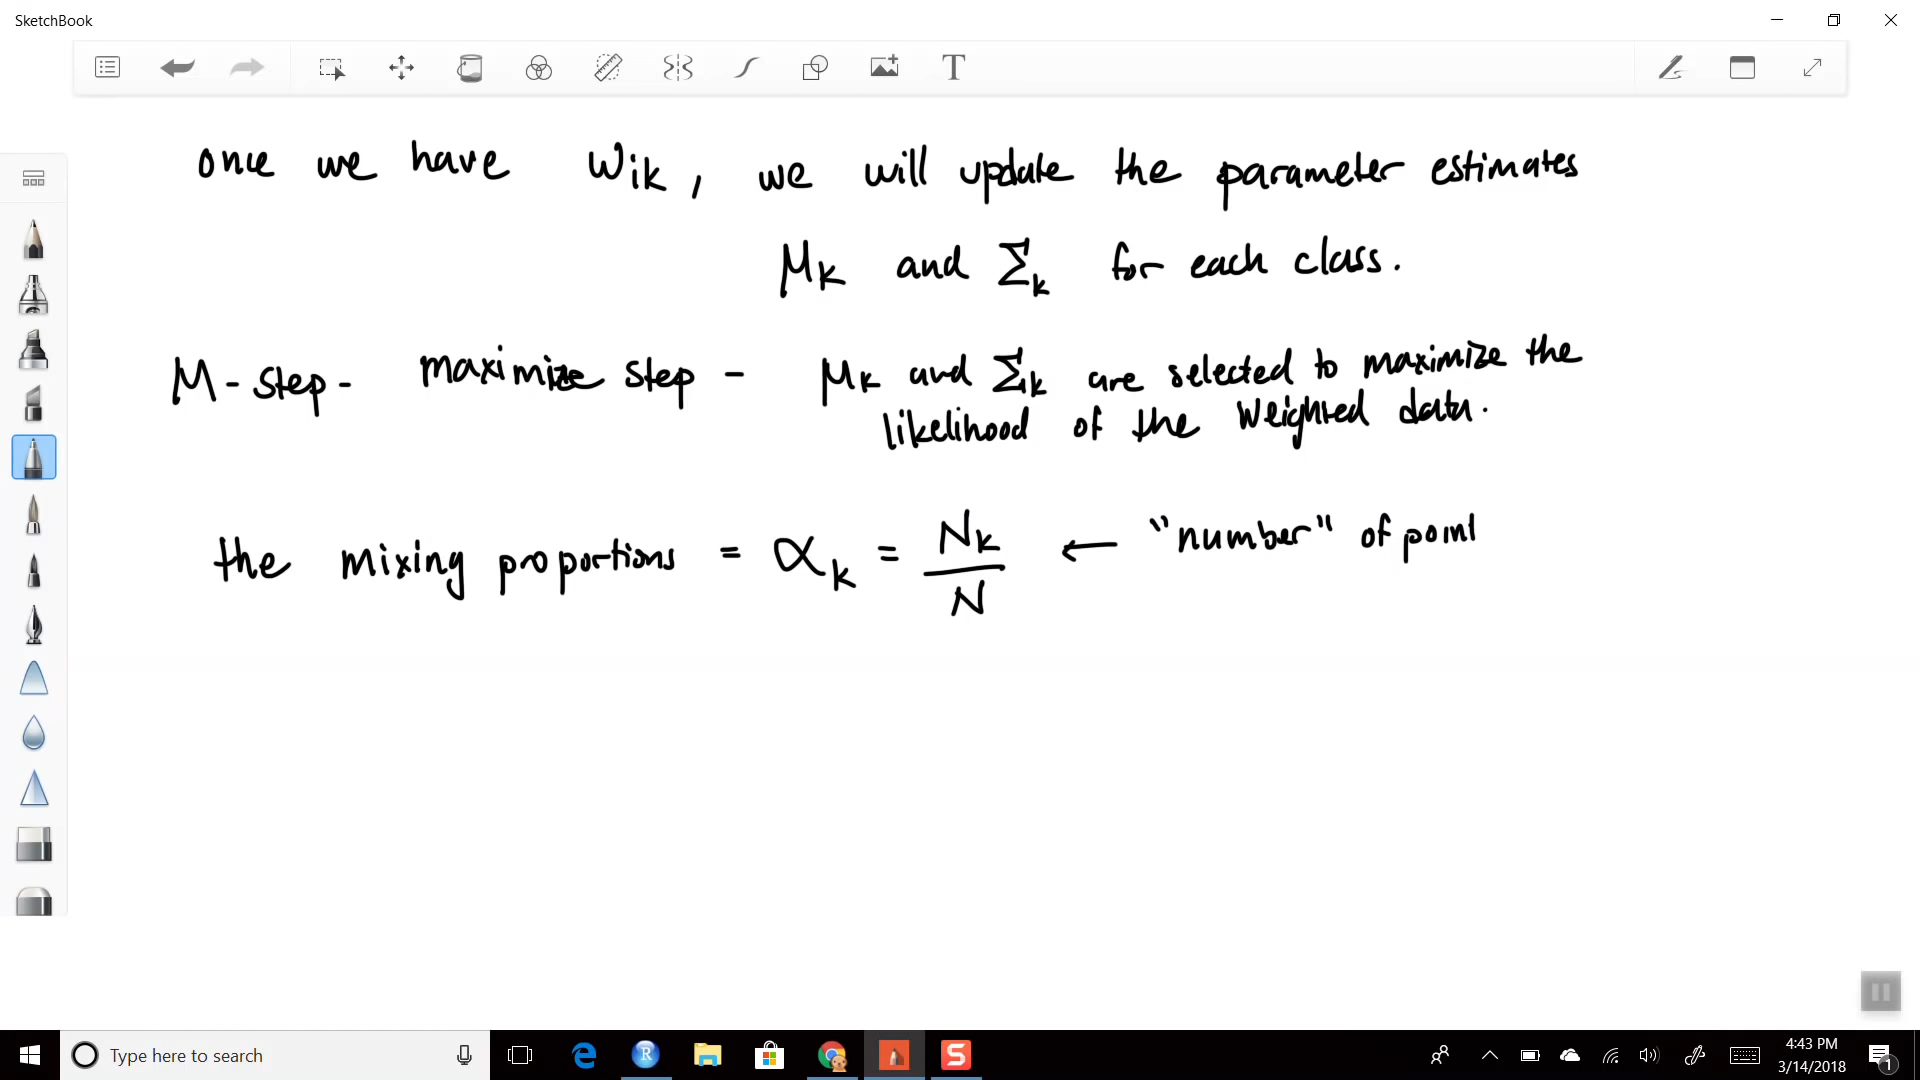 SketchBook
once we have wik, we will update the parameter estimates
μk and Σk for each class.
M-step- maximize step - μk and Σk are selected to maximize the
likelihood of the weighted data.
the mixing proportions = αk = Nk/N ← "number" of point
Type here to search
4:43 PM
3/14/2018
1